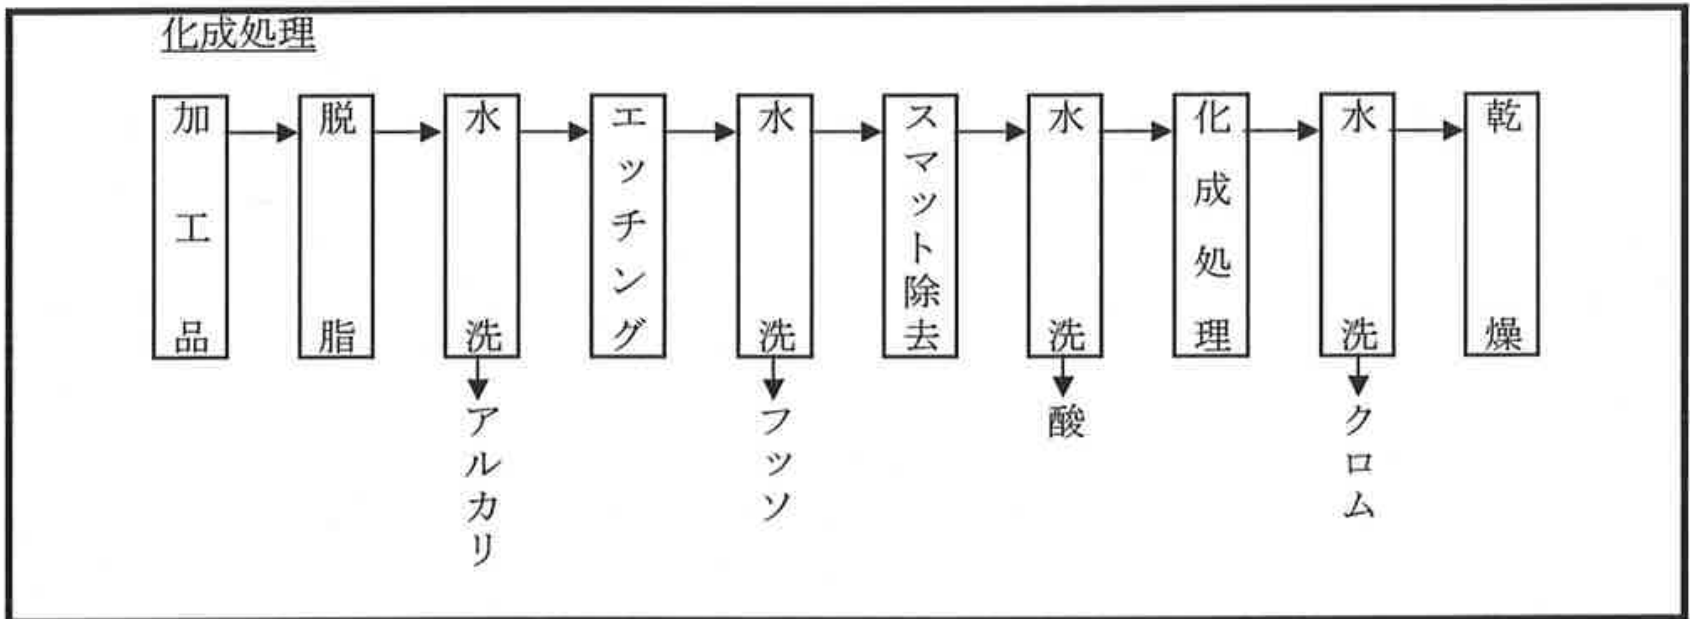 化成処理
加工品
脱脂
水洗
エッチング
水洗
スマット除去
水洗
化成処理
水洗
乾燥
アルカリ
フッソ
酸
クロム